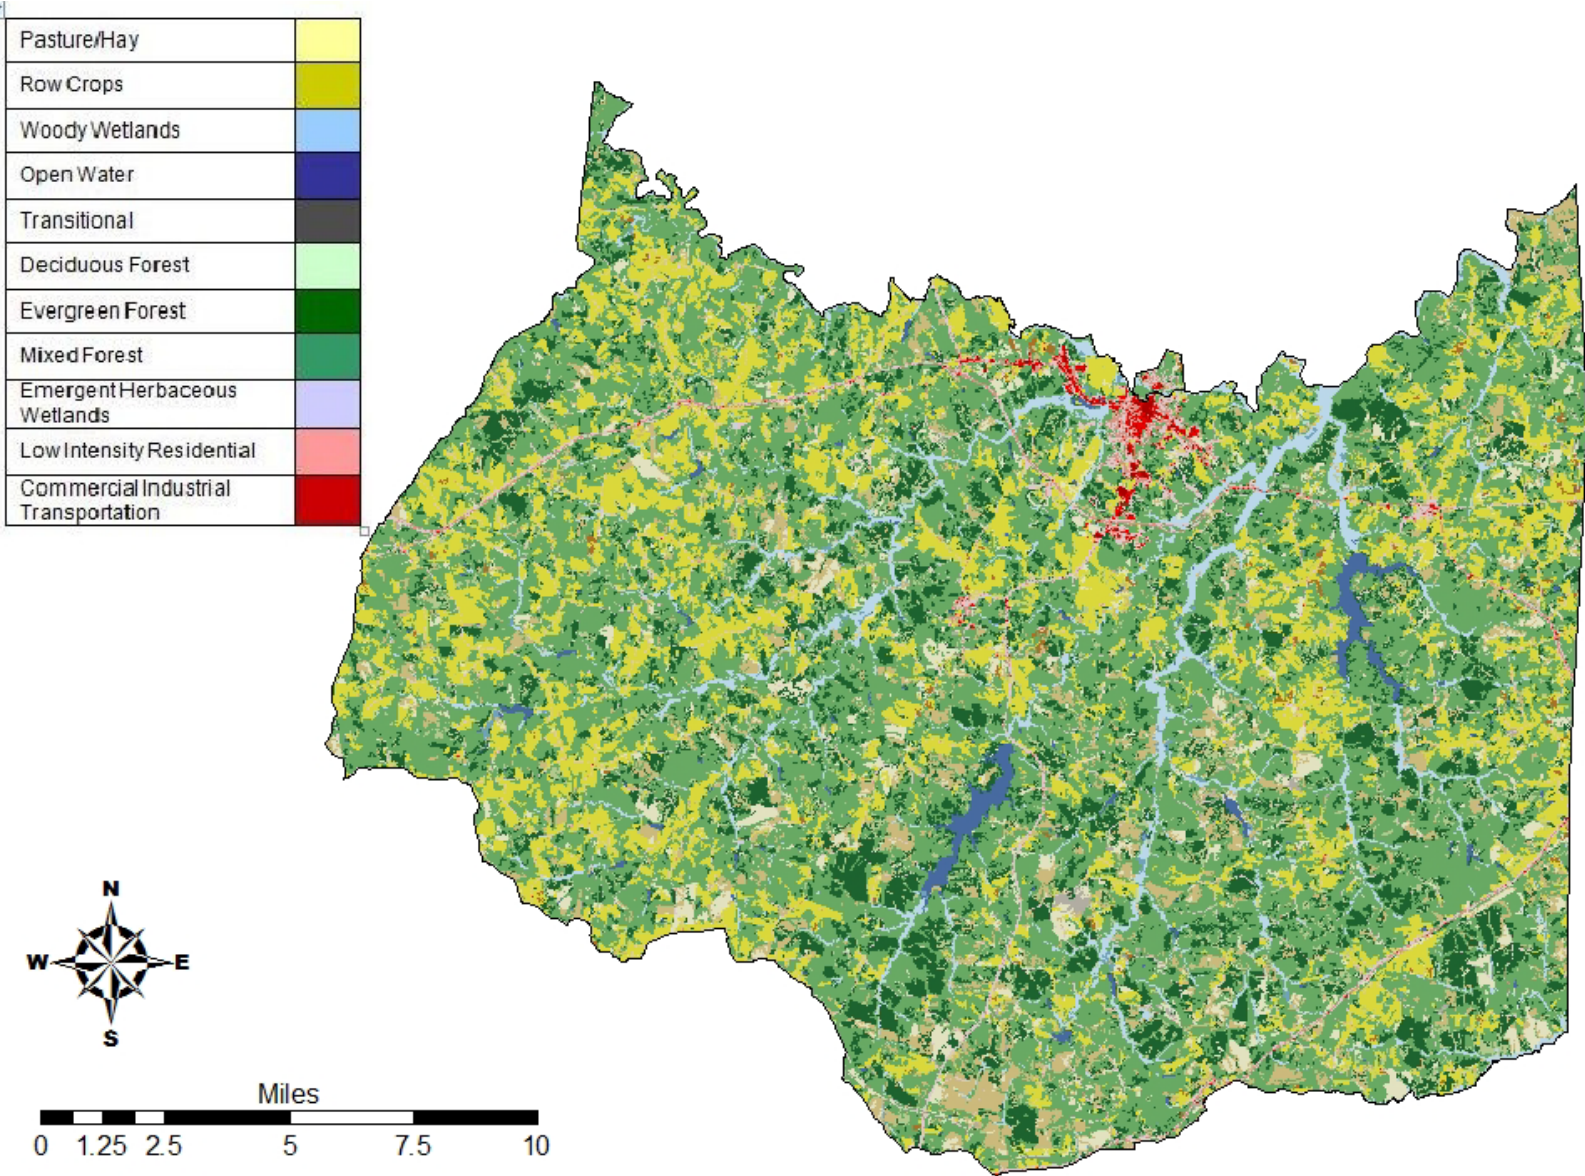 Pasture/Hay
Row Crops
Woody Wetlands
Open Water
Transitional
Deciduous Forest
Evergreen Forest
Mixed Forest
Emergent Herbaceous
Wetlands
Low Intensity Residential
Commercial Industrial
Transportation
N
W E
S
Miles
0 1.25 2.5 5 7.5 10